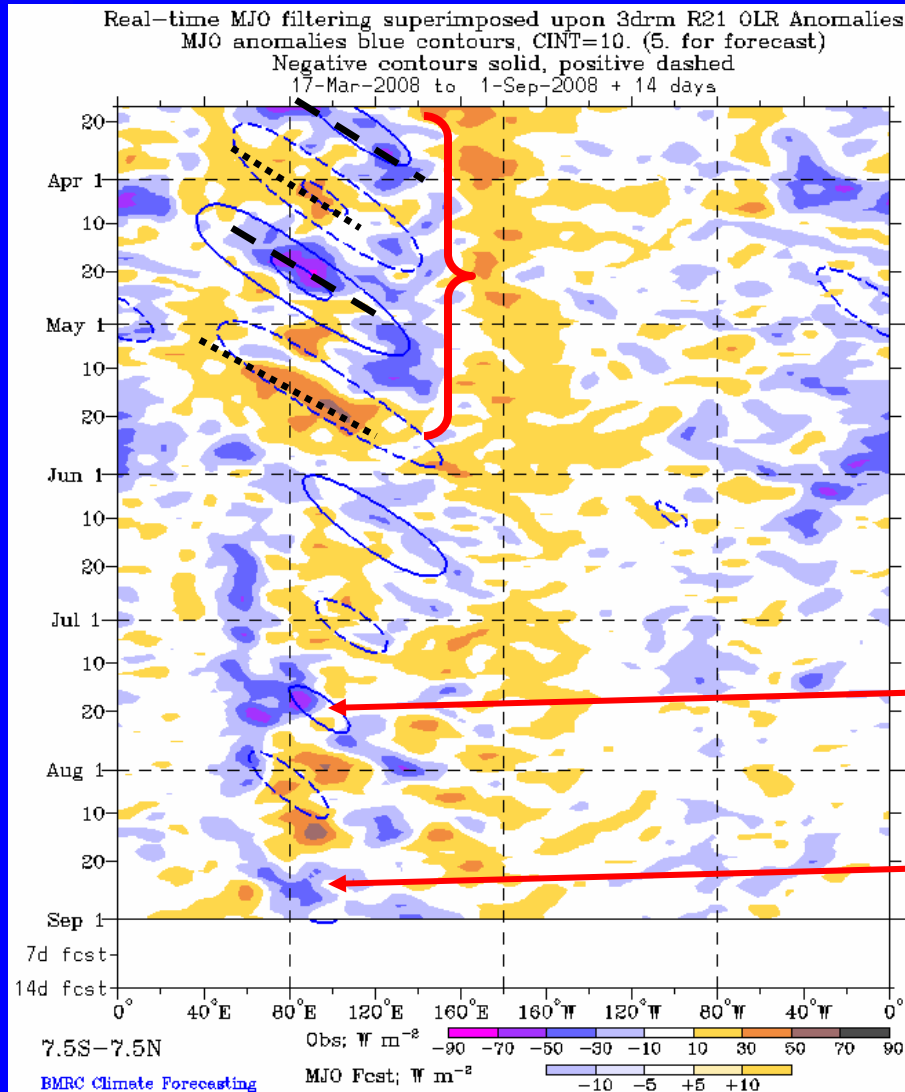 Real-time MJO filtering superimposed upon 3drm R21 OLR Anomalies
MJO anomalies blue contours, CINT=10. (5. for forecast)
Negative contours solid, positive dashed
17-Mar-2008 to 1-Sep-2008 + 14 days
20
Apr 1
10
20
May 1
10
20
Jun 1
10
20
Jul 1
10
20
Aug 1
10
20
Sep 1
7d fcst
14d fcst
0° 40°E 80°E 120°E 160°E 160°W 120°W 80°W 40°W 0°
7.5S-7.5N
Obs; W m-2
-90 -70 -50 -30 -10 10 30 50 70 90
BMRC Climate Forecasting
MJO Fcst; W m-2
-10 -5 +5 +10